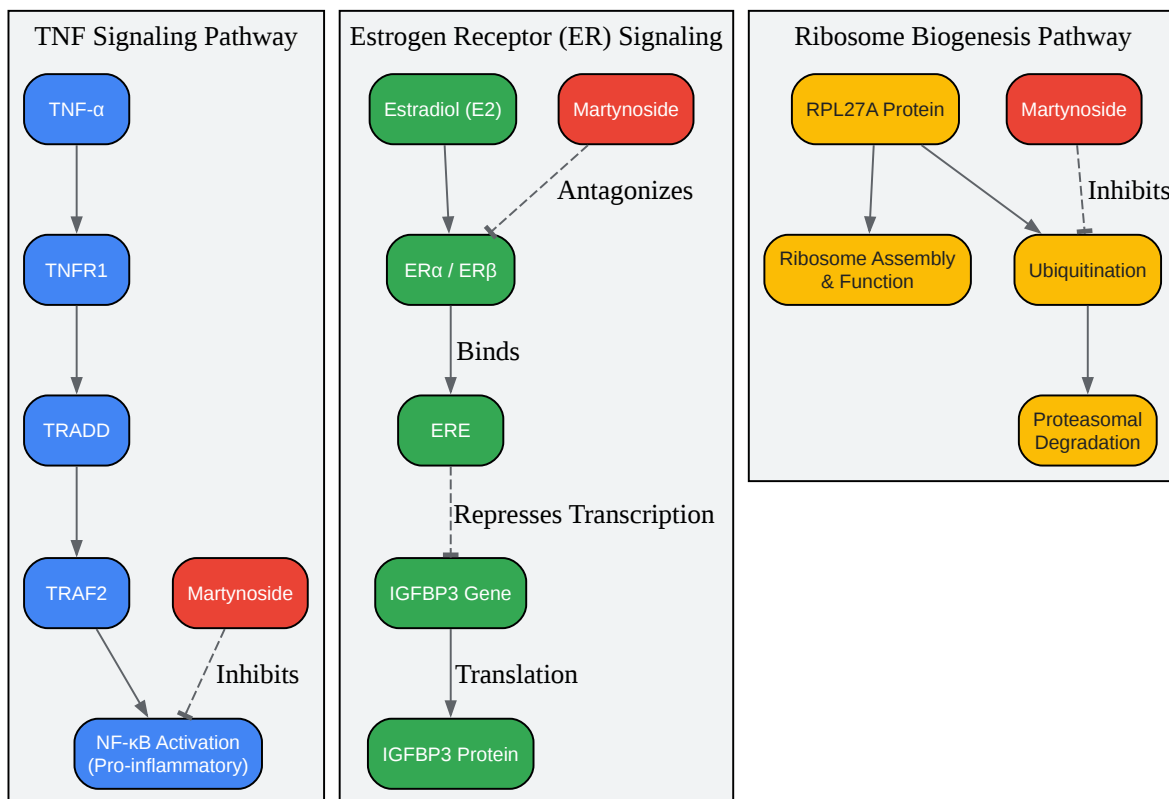 TNF Signaling Pathway
TNF-α
TNFR1
TRADD
TRAF2
Martynoside
Inhibits
NF-κB Activation
(Pro-inflammatory)
Estrogen Receptor (ER) Signaling
Estradiol (E2)
Martynoside
Antagonizes
ERα / ERβ
Binds
ERE
Represses Transcription
IGFBP3 Gene
Translation
IGFBP3 Protein
Ribosome Biogenesis Pathway
RPL27A Protein
Martynoside
Inhibits
Ribosome Assembly
& Function
Ubiquitination
Proteasomal
Degradation